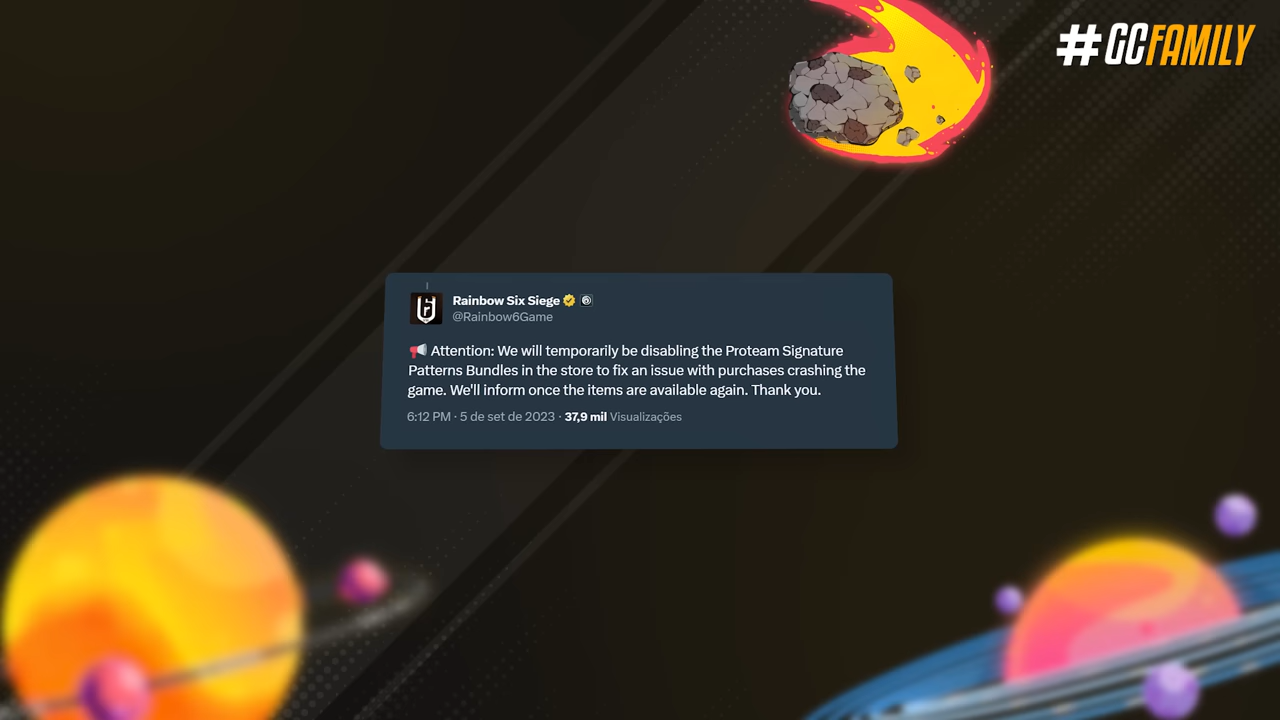 #GCFAMILY
Rainbow Six Siege
@Rainbow6Game
📢 Attention: We will temporarily be disabling the Proteam Signature
Patterns Bundles in the store to fix an issue with purchases crashing the
game. We'll inform once the items are available again. Thank you.
6:12 PM · 5 de set de 2023 · 37,9 mil Visualizações